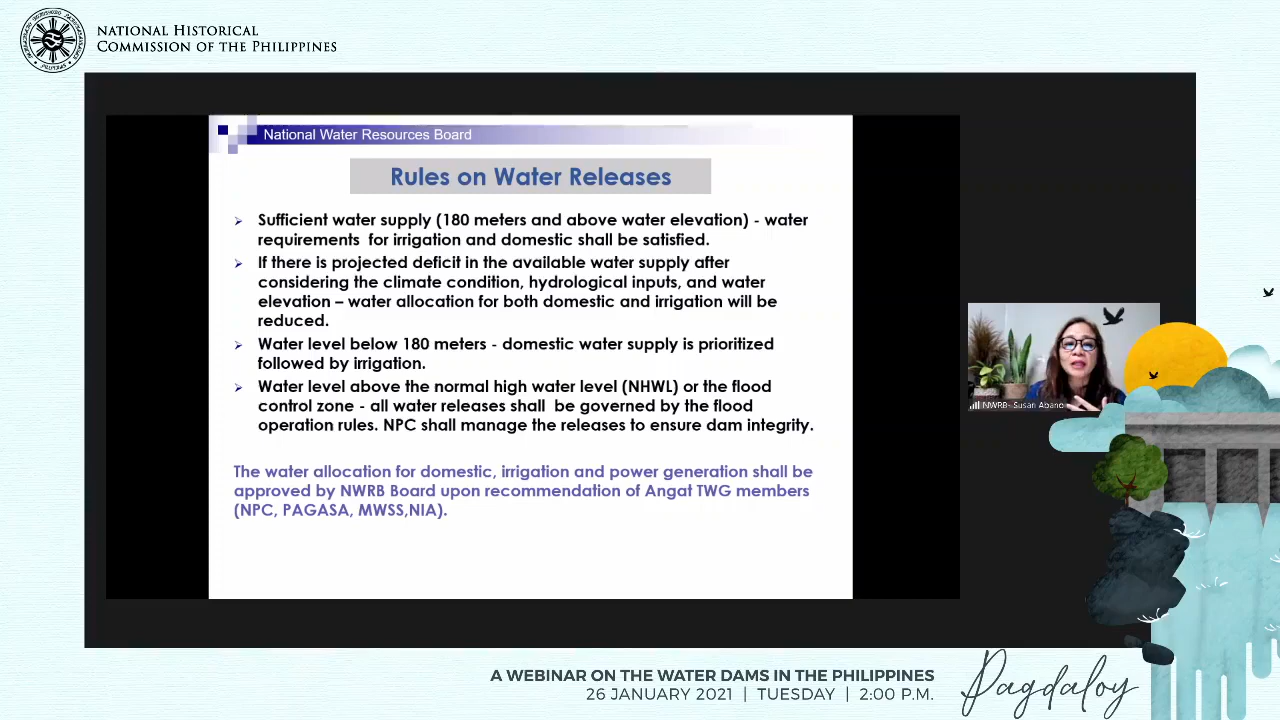 NATIONAL HISTORICAL
COMMISSION OF THE PHILIPPINES
National Water Resources Board
Rules on Water Releases
Sufficient water supply (180 meters and above water elevation) - water
requirements for irrigation and domestic shall be satisfied.
If there is projected deficit in the available water supply after
considering the climate condition, hydrological inputs, and water
elevation – water allocation for both domestic and irrigation will be
reduced.
Water level below 180 meters - domestic water supply is prioritized
followed by irrigation.
Water level above the normal high water level (NHWL) or the flood
control zone - all water releases shall be governed by the flood
operation rules. NPC shall manage the releases to ensure dam integrity.
The water allocation for domestic, irrigation and power generation shall be
approved by NWRB Board upon recommendation of Angat TWG members
(NPC, PAGASA, MWSS,NIA).
NWRB- Susan Abano
A WEBINAR ON THE WATER DAMS IN THE PHILIPPINES
26 JANUARY 2021 | TUESDAY | 2:00 P.M.
Pagdaloy